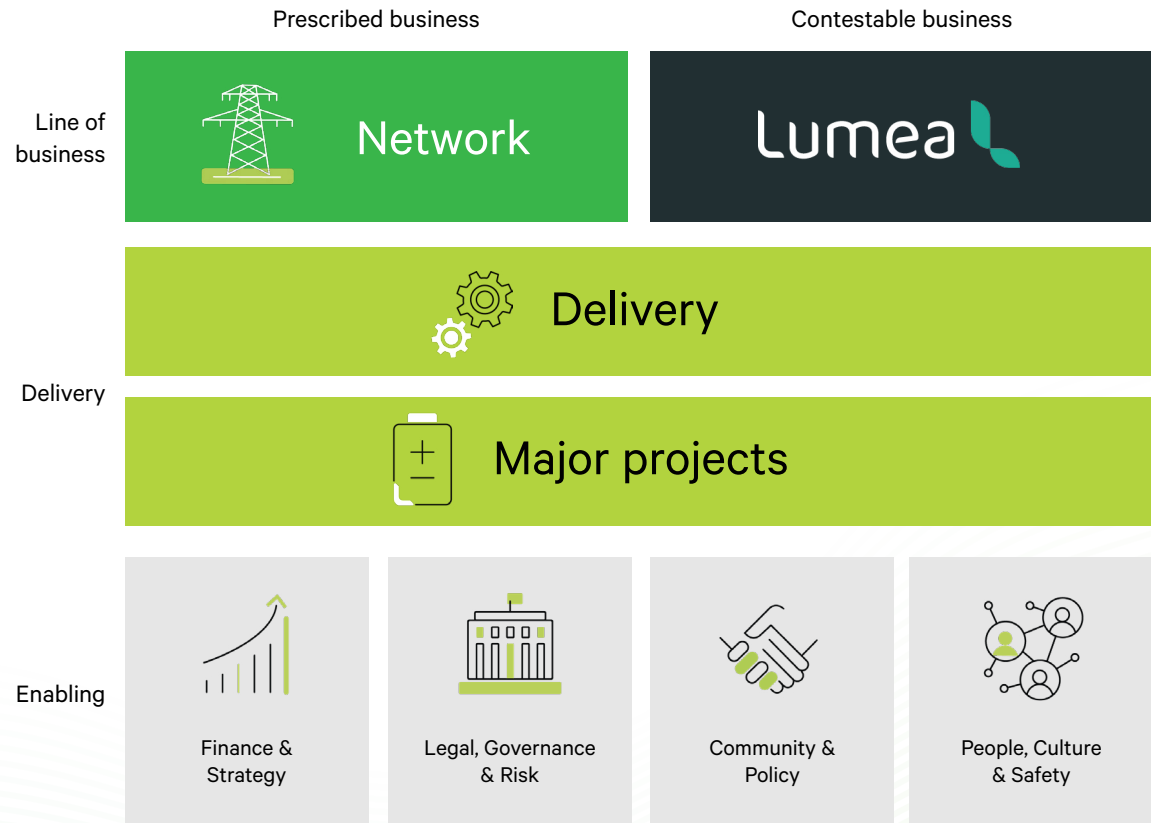 Prescribed business
Contestable business
Line of
business
Network
Lumea
Delivery
Delivery
Major projects
Enabling
Finance &
Strategy
Legal, Governance
& Risk
Community &
Policy
People, Culture
& Safety